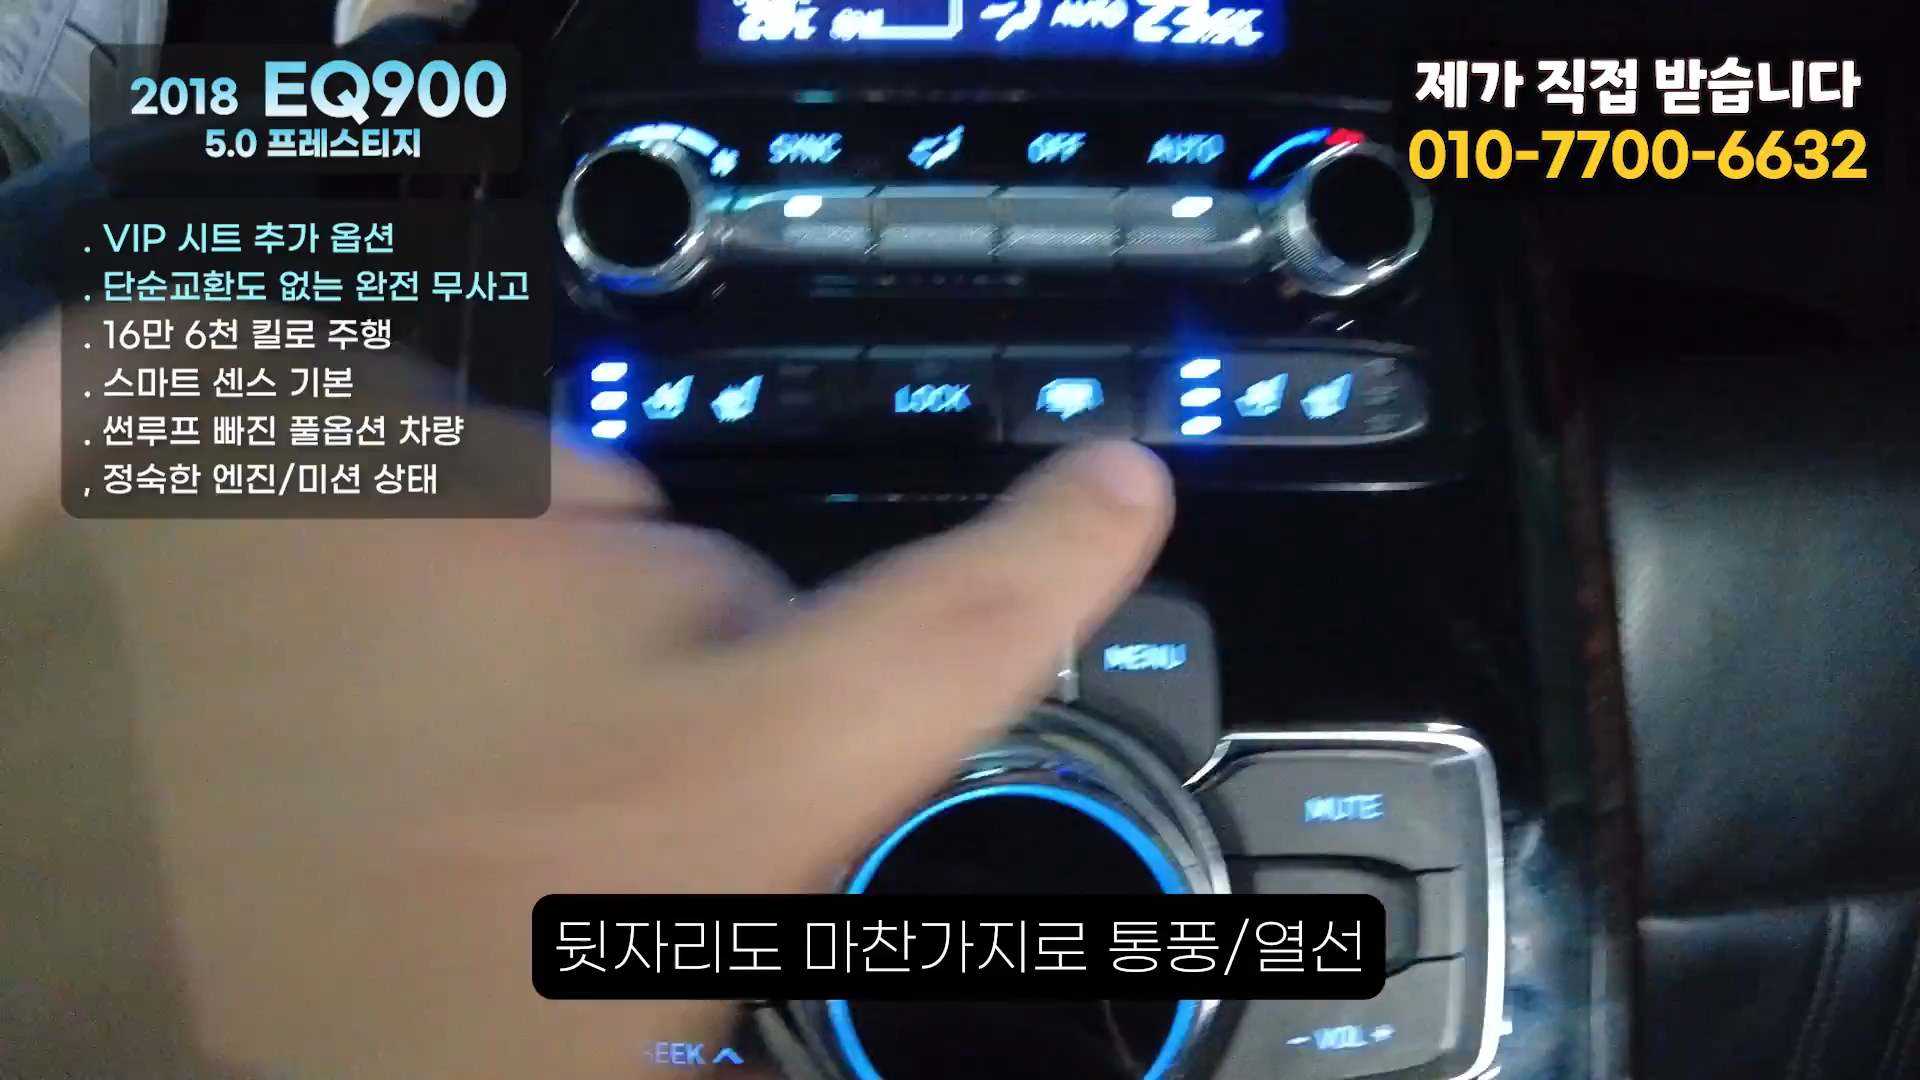 2018 EQ900
5.0 프레스티지
. VIP 시트 추가 옵션
. 단순교환도 없는 완전 무사고
. 16만 6천 킬로 주행
. 스마트 센스 기본
. 썬루프 빠진 풀옵션 차량
, 정숙한 엔진/미션 상태
제가 직접 받습니다
010-7700-6632
SYNC
OFF
AUTO
LOCK
MENU
MUTE
- VOL +
SEEK
뒷자리도 마찬가지로 통풍/열선